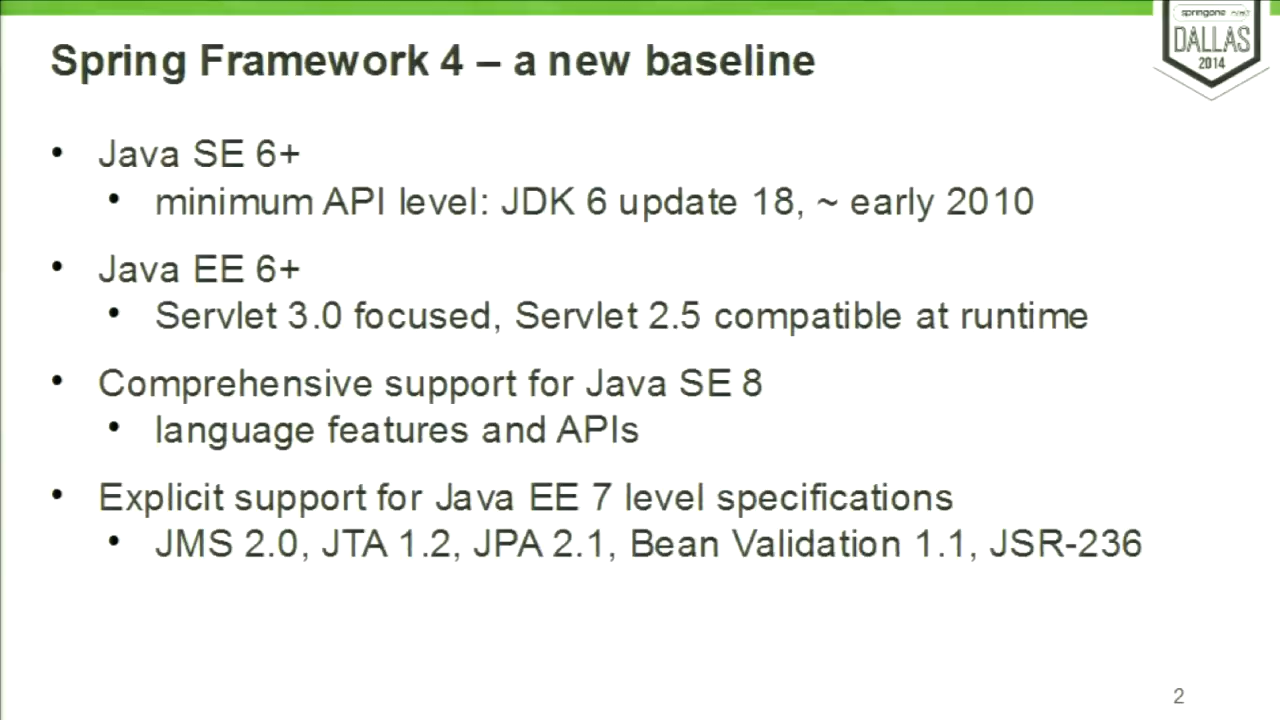 springone
DALLAS
2014
Spring Framework 4 – a new baseline
• Java SE 6+
• minimum API level: JDK 6 update 18, ~ early 2010
• Java EE 6+
• Servlet 3.0 focused, Servlet 2.5 compatible at runtime
• Comprehensive support for Java SE 8
• language features and APIs
• Explicit support for Java EE 7 level specifications
• JMS 2.0, JTA 1.2, JPA 2.1, Bean Validation 1.1, JSR-236
2